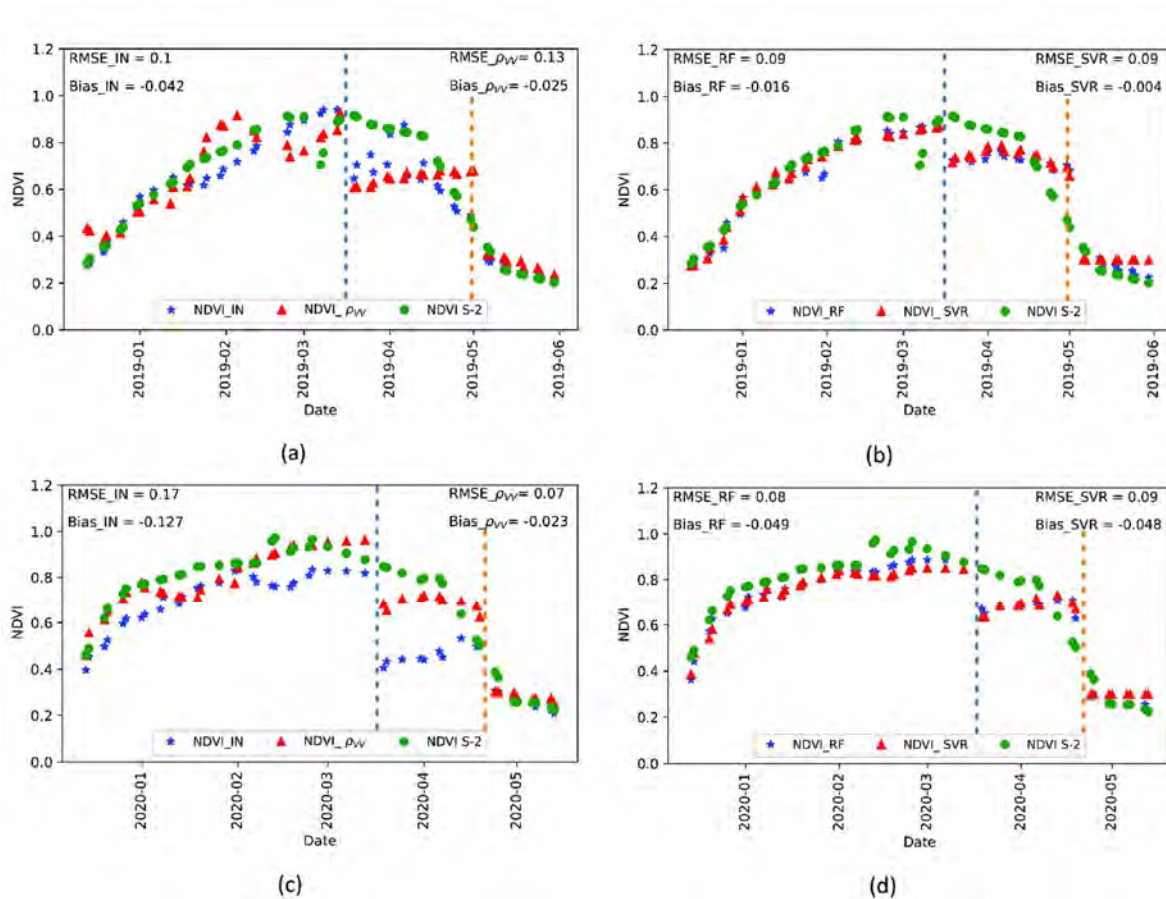 RMSE_IN = 0.1
Bias_IN = -0.042
RMSE_ρVV= 0.13
Bias_ρVV= -0.025
1.2
1.0
0.8
0.6
0.4
0.2
0.0
NDVI
NDVI_IN NDVI_ ρVV NDVI S-2
2019-01
2019-02
2019-03
2019-04
2019-05
2019-06
Date
(a)
RMSE_RF = 0.09
Bias_RF = -0.016
RMSE_SVR = 0.09
Bias_SVR = -0.004
1.2
1.0
0.8
0.6
0.4
0.2
0.0
NDVI
NDVI_RF NDVI_ SVR NDVI S-2
2019-01
2019-02
2019-03
2019-04
2019-05
2019-06
Date
(b)
RMSE_IN = 0.17
Bias_IN = -0.127
RMSE_ρVV= 0.07
Bias_ρVV= -0.023
1.2
1.0
0.8
0.6
0.4
0.2
0.0
NDVI
NDVI_IN NDVI_ ρVV NDVI S-2
2020-01
2020-02
2020-03
2020-04
2020-05
Date
(c)
RMSE_RF = 0.08
Bias_RF = -0.049
RMSE_SVR = 0.09
Bias_SVR = -0.048
1.2
1.0
0.8
0.6
0.4
0.2
0.0
NDVI
NDVI_RF NDVI_ SVR NDVI S-2
2020-01
2020-02
2020-03
2020-04
2020-05
Date
(d)